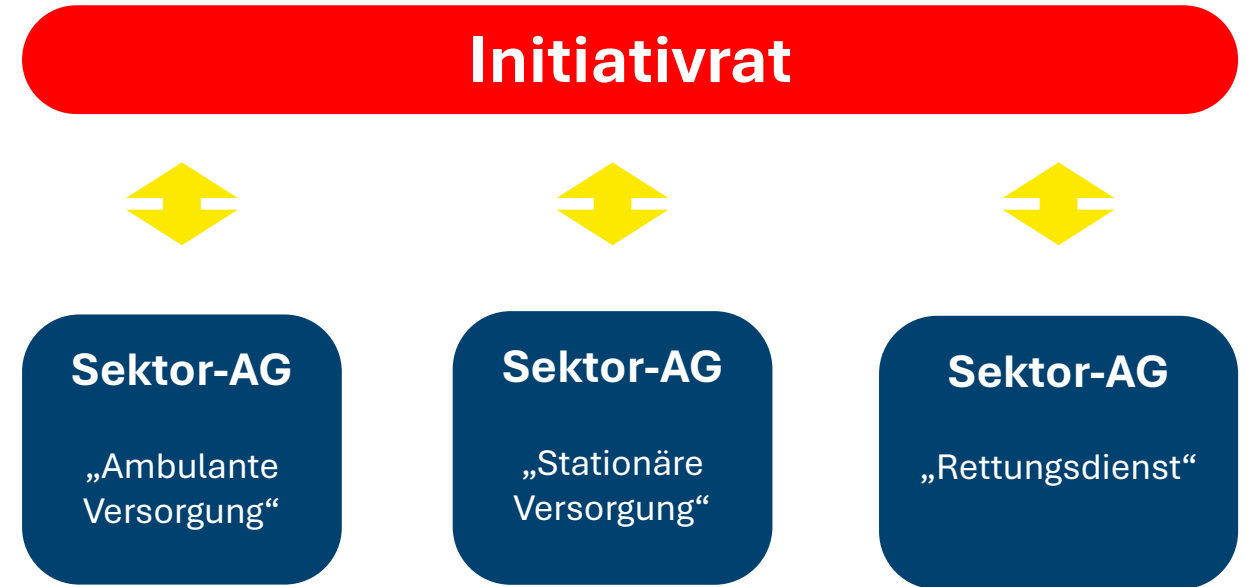 Initiativrat
Sektor-AG
„Ambulante
Versorgung“
Sektor-AG
„Stationäre
Versorgung“
Sektor-AG
„Rettungsdienst“